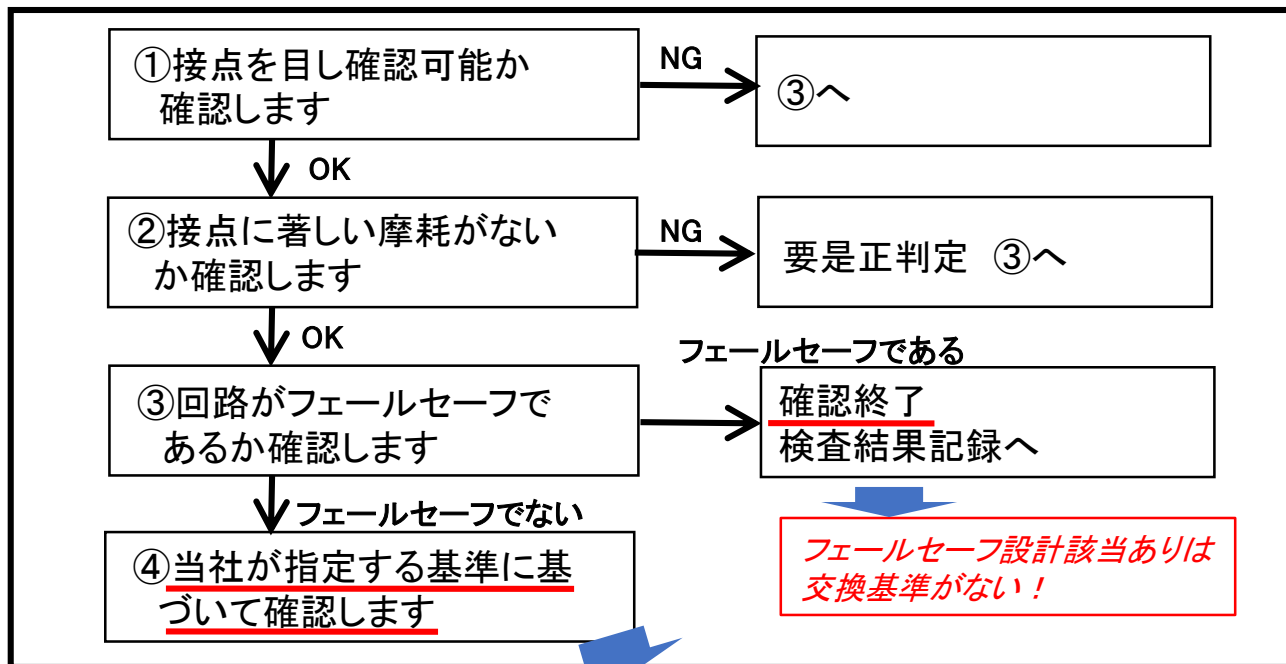 ①接点を目し確認可能か
確認します
NG
③へ
OK
②接点に著しい摩耗がない
か確認します
NG
要是正判定 ③へ
OK
フェールセーフである
③回路がフェールセーフで
あるか確認します
確認終了
検査結果記録へ
フェールセーフでない
④当社が指定する基準に基
づいて確認します
フェールセーフ設計該当ありは
交換基準がない！